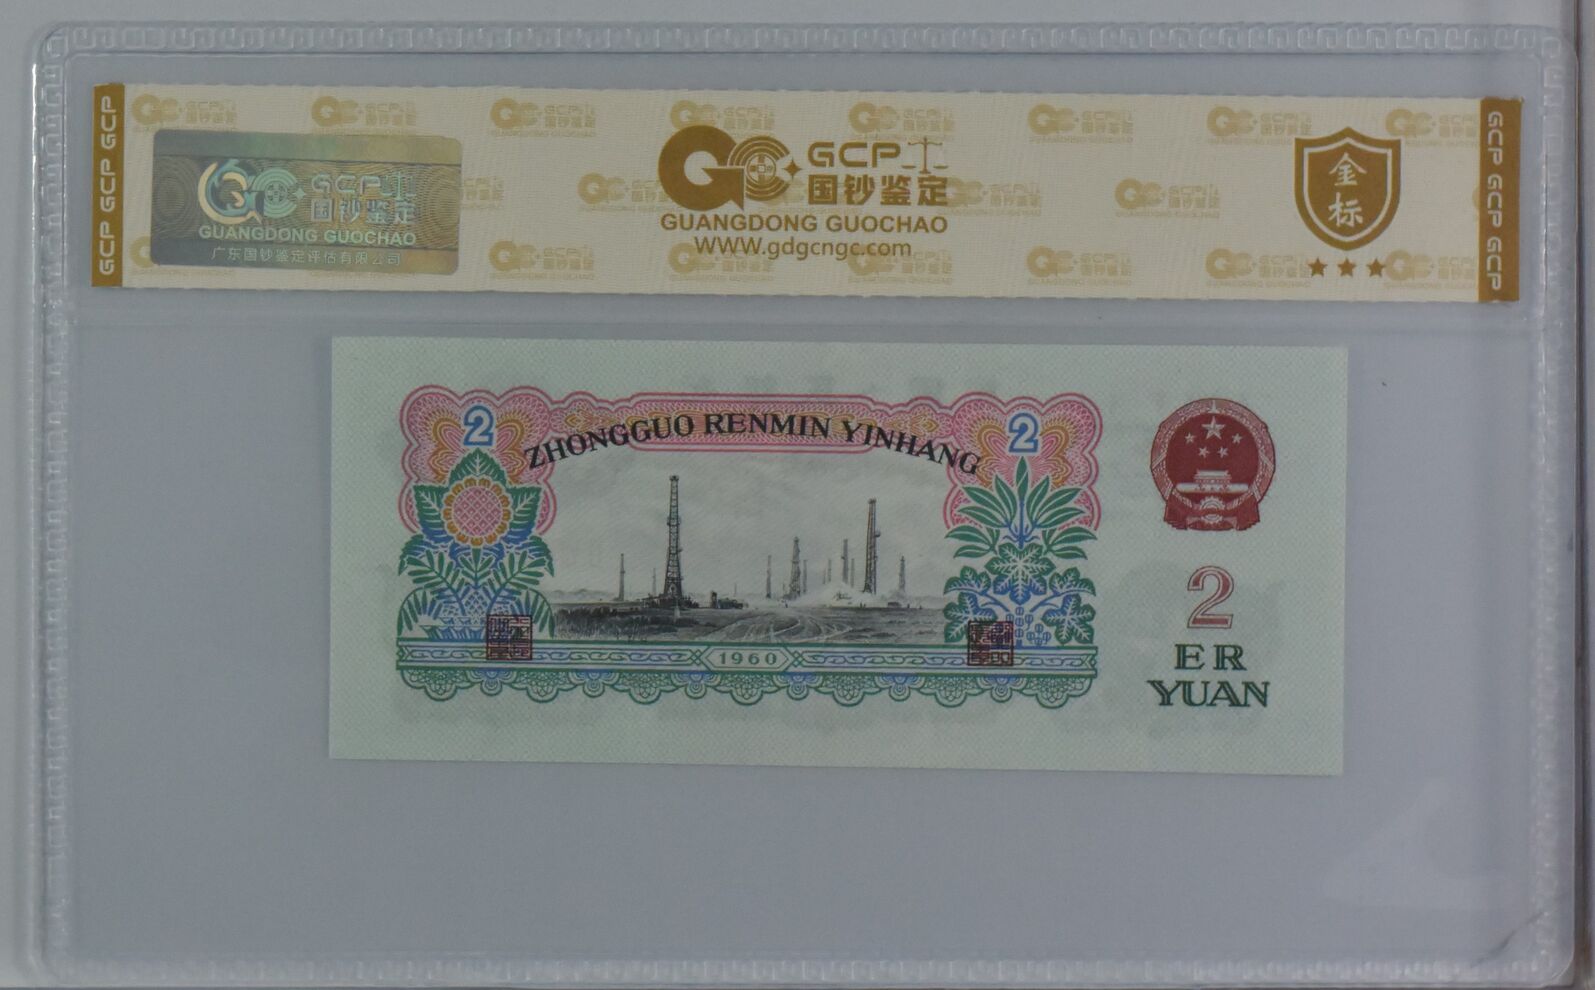 GCP GCP GCP
GCP
国钞鉴定
GUANGDONG GUOCHAO
广东国钞鉴定评估有限公司
GCP
国钞鉴定
GUANGDONG GUOCHAO
WWW.gdgcngc.com
金
标
GCP GCP GCP
2
ZHONGGUO RENMIN YINHANG
2
1960
2
ER
YUAN